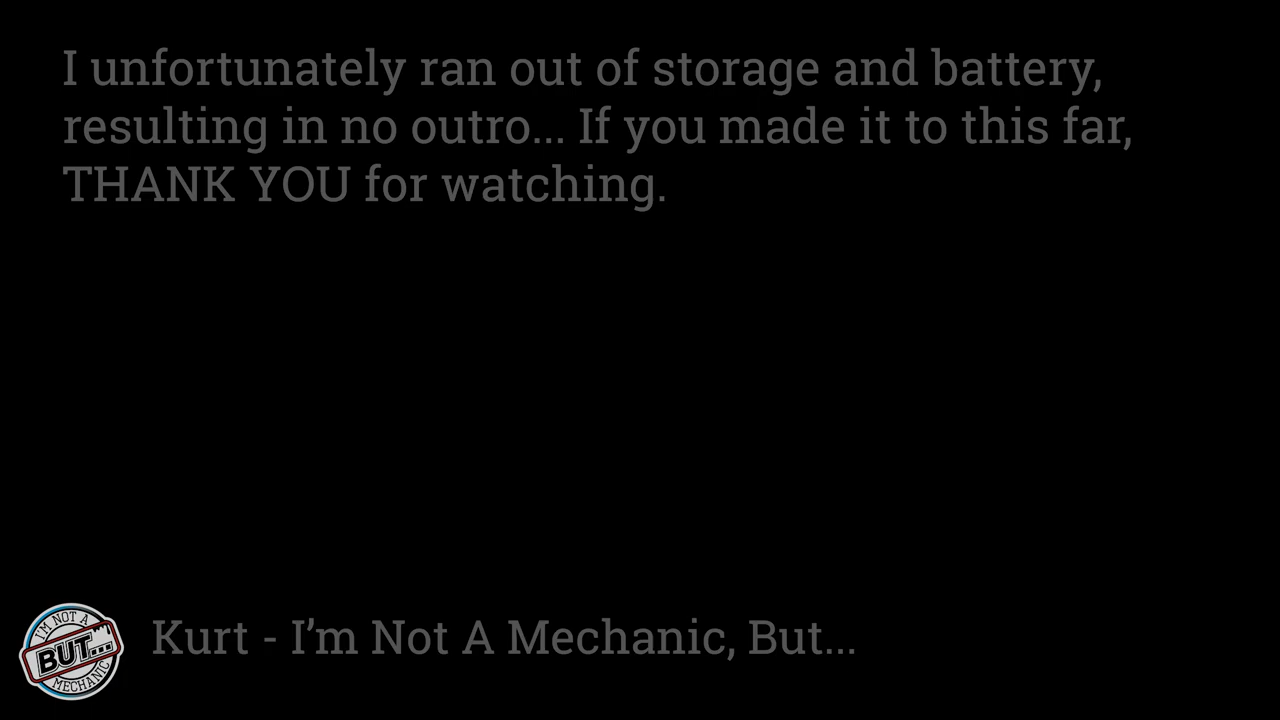 I unfortunately ran out of storage and battery,
resulting in no outro... If you made it to this far,
THANK YOU for watching.
I'M NOT A
BUT...
MECHANIC
Kurt - I’m Not A Mechanic, But...